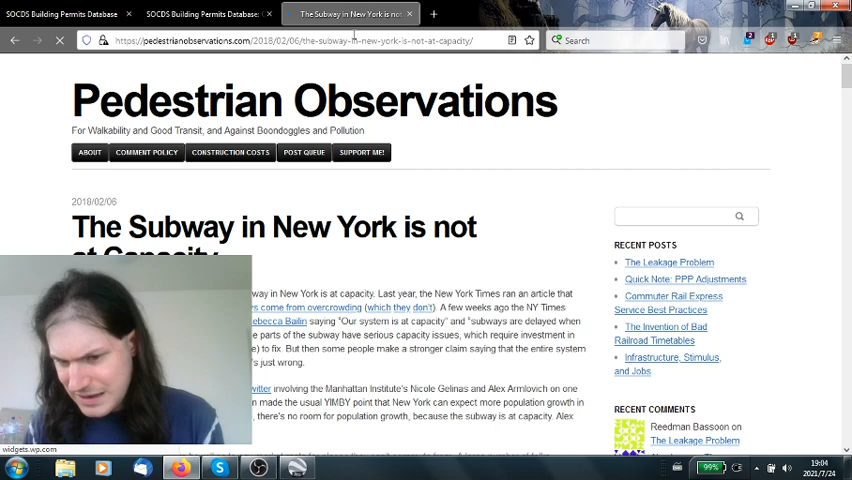 SOCDS Building Permits Database
SOCDS Building Permits Database:
The Subway in New York is not
https://pedestrianobservations.com/2018/02/06/the-subway-in-new-york-is-not-at-capacity/
Search
Pedestrian Observations
For Walkability and Good Transit, and Against Boondoggles and Pollution
ABOUT
COMMENT POLICY
CONSTRUCTION COSTS
POST QUEUE
SUPPORT ME!
2018/02/06
The Subway in New York is not
at Capacity
way in New York is at capacity. Last year, the New York Times ran an article that
s come from overcrowding (which they don't). A few weeks ago the NY Times
ebecca Bailin saying "Our system is at capacity" and "subways are delayed when
e parts of the subway have serious capacity issues, which require investment in
) to fix. But then some people make a stronger claim saying that the entire system
's just wrong.
witter involving the Manhattan Institute's Nicole Gelinas and Alex Armlovich on one
n made the usual YIMBY point that New York can expect more population growth in
, there's no room for population growth, because the subway is at capacity. Alex
RECENT POSTS
The Leakage Problem
Quick Note: PPP Adjustments
Commuter Rail Express
Service Best Practices
The Invention of Bad
Railroad Timetables
Infrastructure, Stimulus,
and Jobs
RECENT COMMENTS
Reedman Bassoon on
The Leakage Problem
widgets.wp.com
99%
19:04
2021/7/24